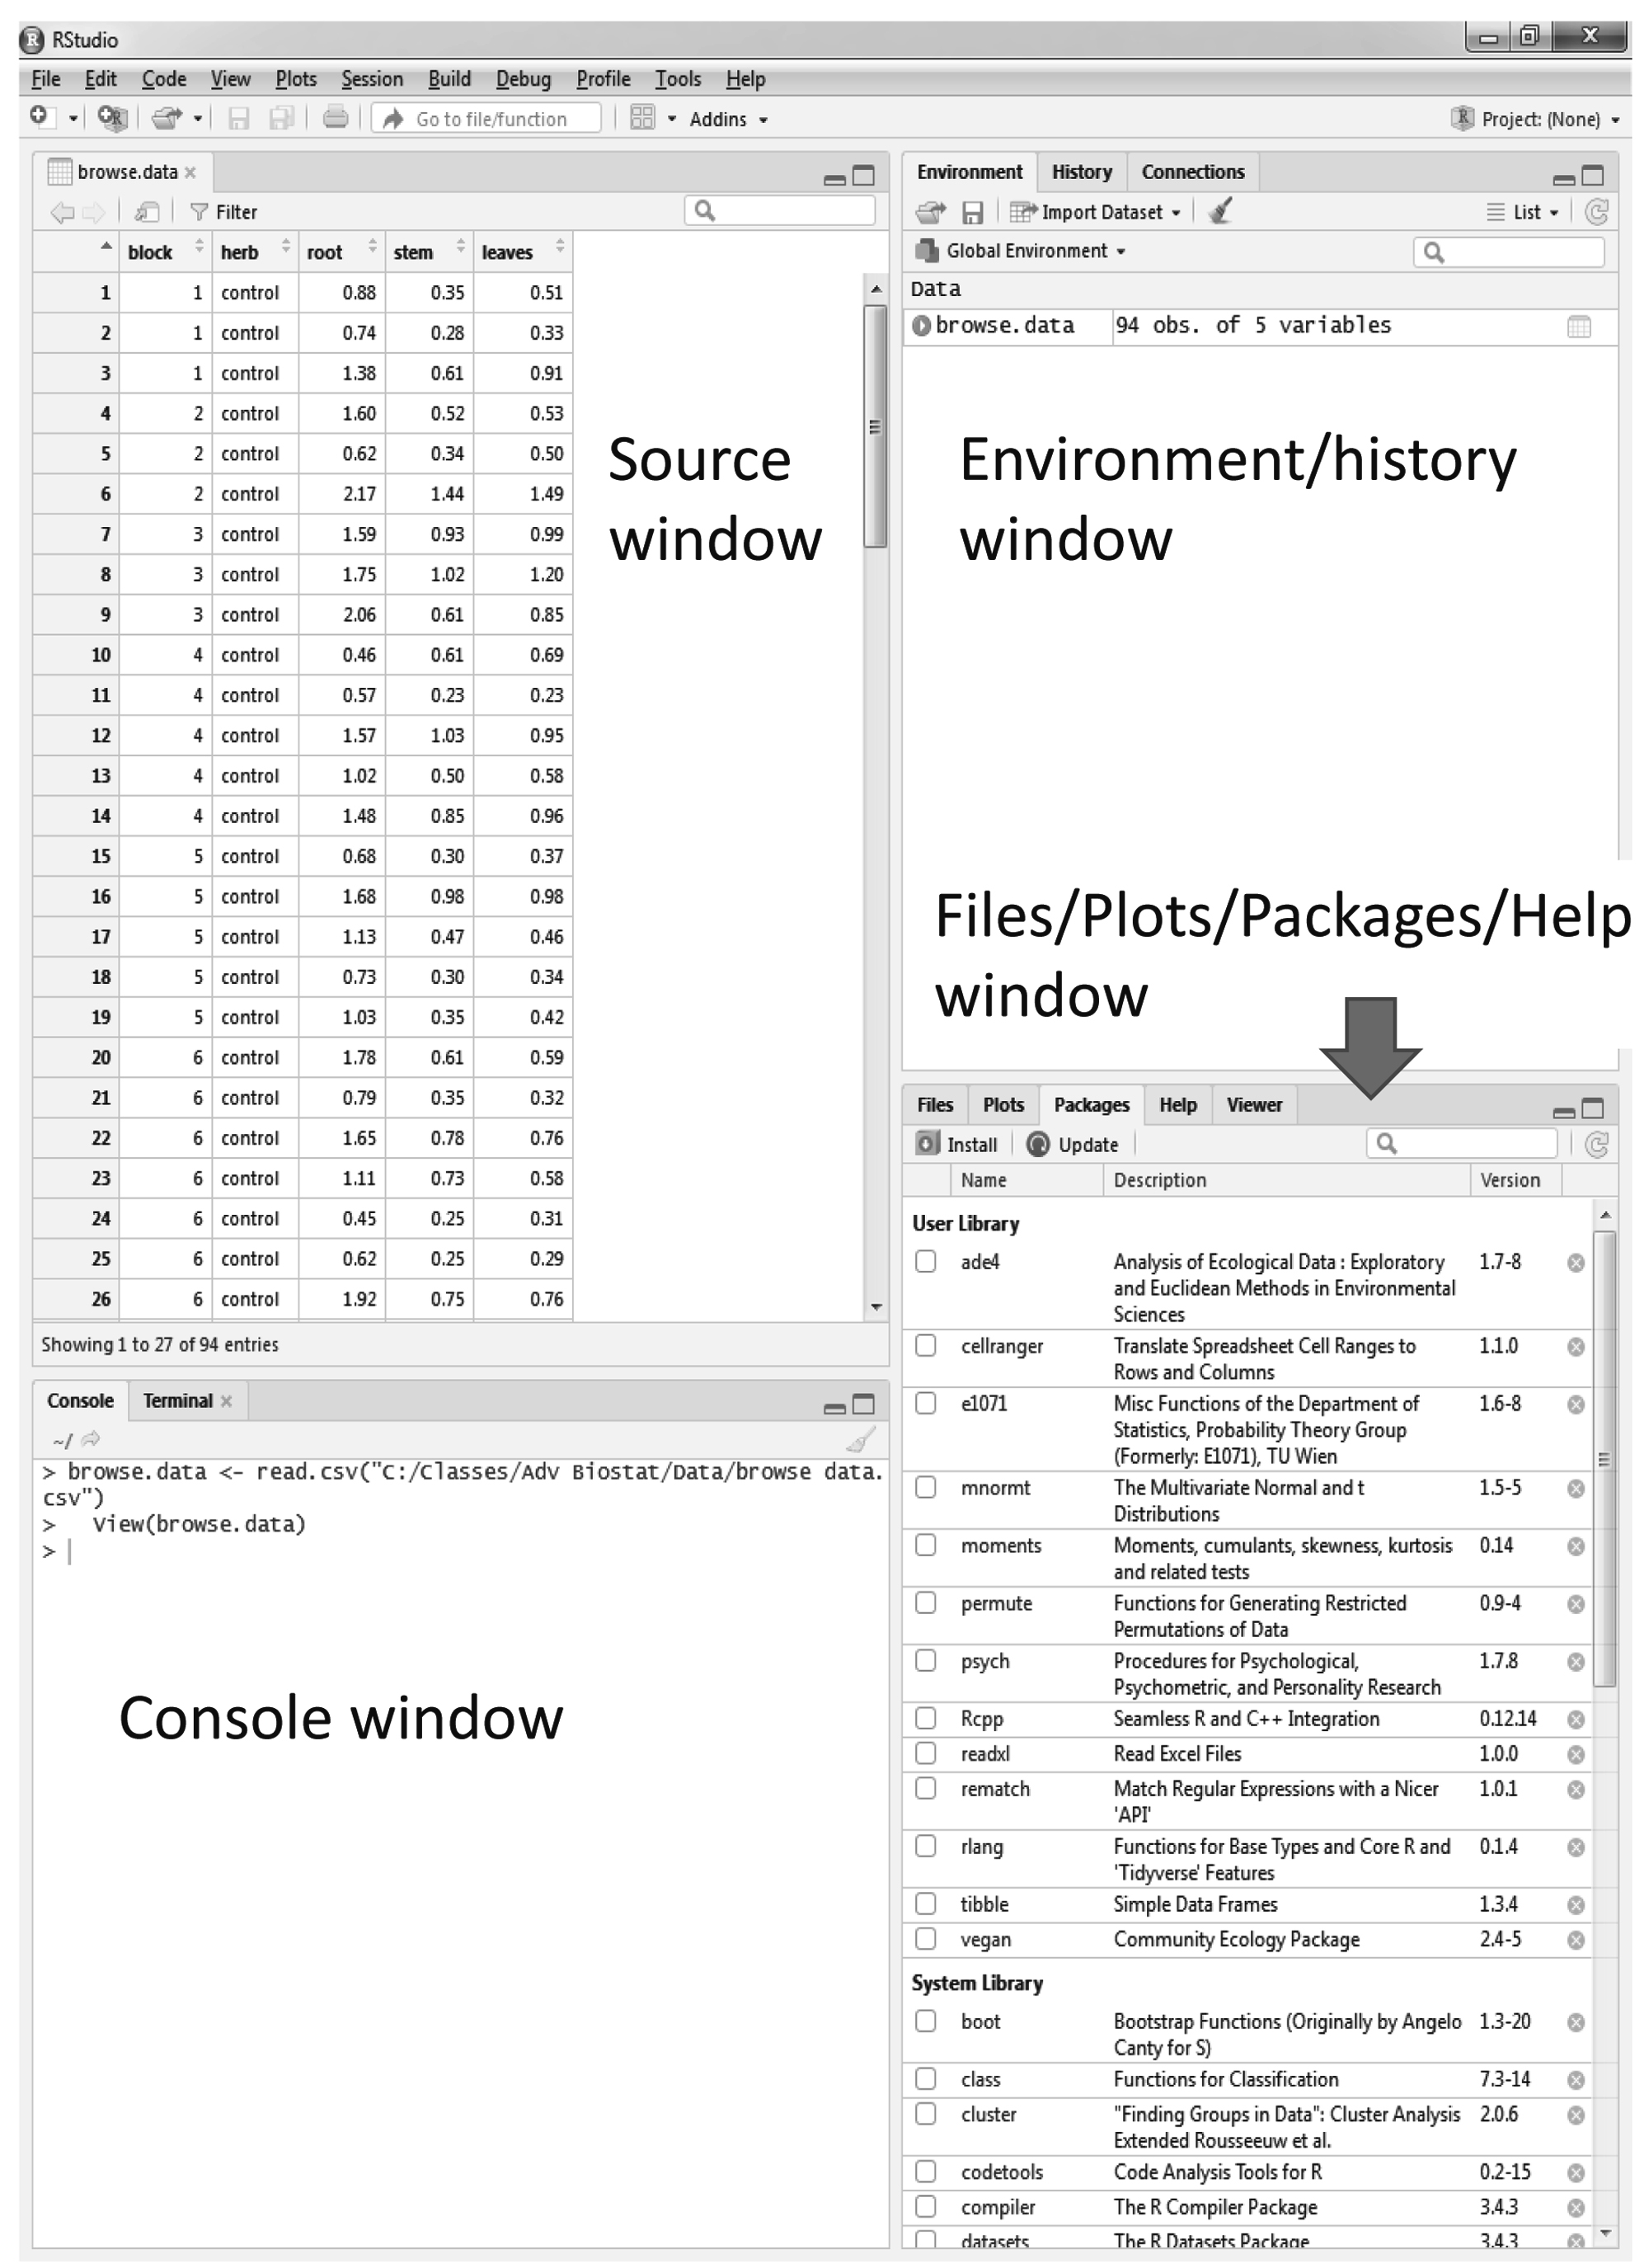 RStudio
File Edit Code View Plots Session Build Debug Profile Tools Help
Go to file/function Addins Project: (None)
browse.data
Filter
block herb root stem leaves
1 1 control 0.88 0.35 0.51
2 1 control 0.74 0.28 0.33
3 1 control 1.38 0.61 0.91
4 2 control 1.60 0.52 0.53
5 2 control 0.62 0.34 0.50
6 2 control 2.17 1.44 1.49
7 3 control 1.59 0.93 0.99
8 3 control 1.75 1.02 1.20
9 3 control 2.06 0.61 0.85
10 4 control 0.46 0.61 0.69
11 4 control 0.57 0.23 0.23
12 4 control 1.57 1.03 0.95
13 4 control 1.02 0.50 0.58
14 4 control 1.48 0.85 0.96
15 5 control 0.68 0.30 0.37
16 5 control 1.68 0.98 0.98
17 5 control 1.13 0.47 0.46
18 5 control 0.73 0.30 0.34
19 5 control 1.03 0.35 0.42
20 6 control 1.78 0.61 0.59
21 6 control 0.79 0.35 0.32
22 6 control 1.65 0.78 0.76
23 6 control 1.11 0.73 0.58
24 6 control 0.45 0.25 0.31
25 6 control 0.62 0.25 0.29
26 6 control 1.92 0.75 0.76
Showing 1 to 27 of 94 entries
Source
window
Environment History Connections
Import Dataset List
Global Environment
Data
browse.data 94 obs. of 5 variables
Environment/history
window
Files/Plots/Packages/Help
window
Console Terminal
~/
> browse.data <- read.csv("C:/Classes/Adv Biostat/Data/browse data.
csv")
> View(browse.data)
>
Console window
Files Plots Packages Help Viewer
Install Update
Name Description Version
User Library
ade4 Analysis of Ecological Data : Exploratory 1.7-8
and Euclidean Methods in Environmental
Sciences
cellranger Translate Spreadsheet Cell Ranges to 1.1.0
Rows and Columns
e1071 Misc Functions of the Department of 1.6-8
Statistics, Probability Theory Group
(Formerly: E1071), TU Wien
mnormt The Multivariate Normal and t 1.5-5
Distributions
moments Moments, cumulants, skewness, kurtosis 0.14
and related tests
permute Functions for Generating Restricted 0.9-4
Permutations of Data
psych Procedures for Psychological, 1.7.8
Psychometric, and Personality Research
Rcpp Seamless R and C++ Integration 0.12.14
readxl Read Excel Files 1.0.0
rematch Match Regular Expressions with a Nicer 1.0.1
'API'
rlang Functions for Base Types and Core R and 0.1.4
'Tidyverse' Features
tibble Simple Data Frames 1.3.4
vegan Community Ecology Package 2.4-5
System Library
boot Bootstrap Functions (Originally by Angelo 1.3-20
Canty for S)
class Functions for Classification 7.3-14
cluster "Finding Groups in Data": Cluster Analysis 2.0.6
Extended Rousseeuw et al.
codetools Code Analysis Tools for R 0.2-15
compiler The R Compiler Package 3.4.3
datasets The R Datasets Package 3.4.3